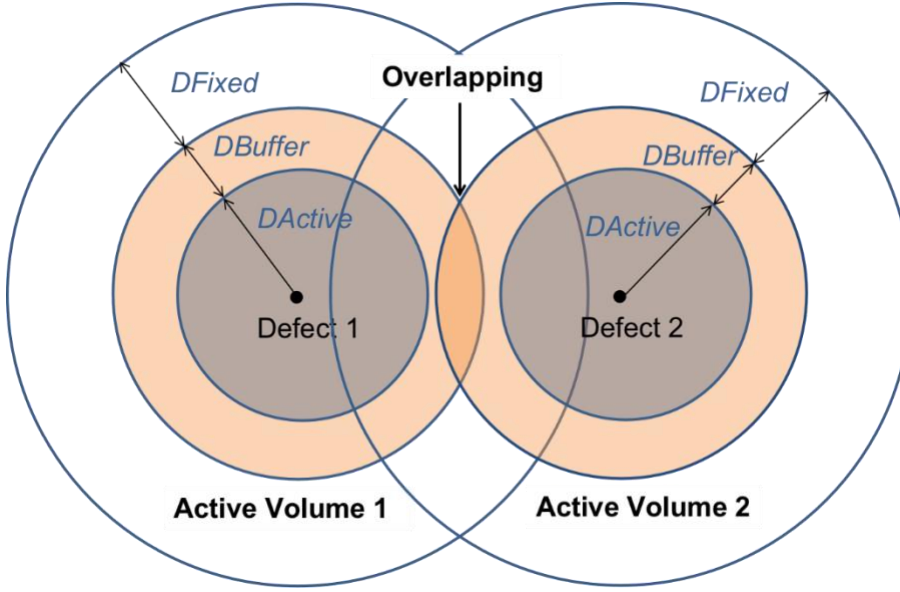 Overlapping
DFixed
DFixed
DBuffer
DBuffer
DActive
DActive
Defect 1
Defect 2
Active Volume 1
Active Volume 2